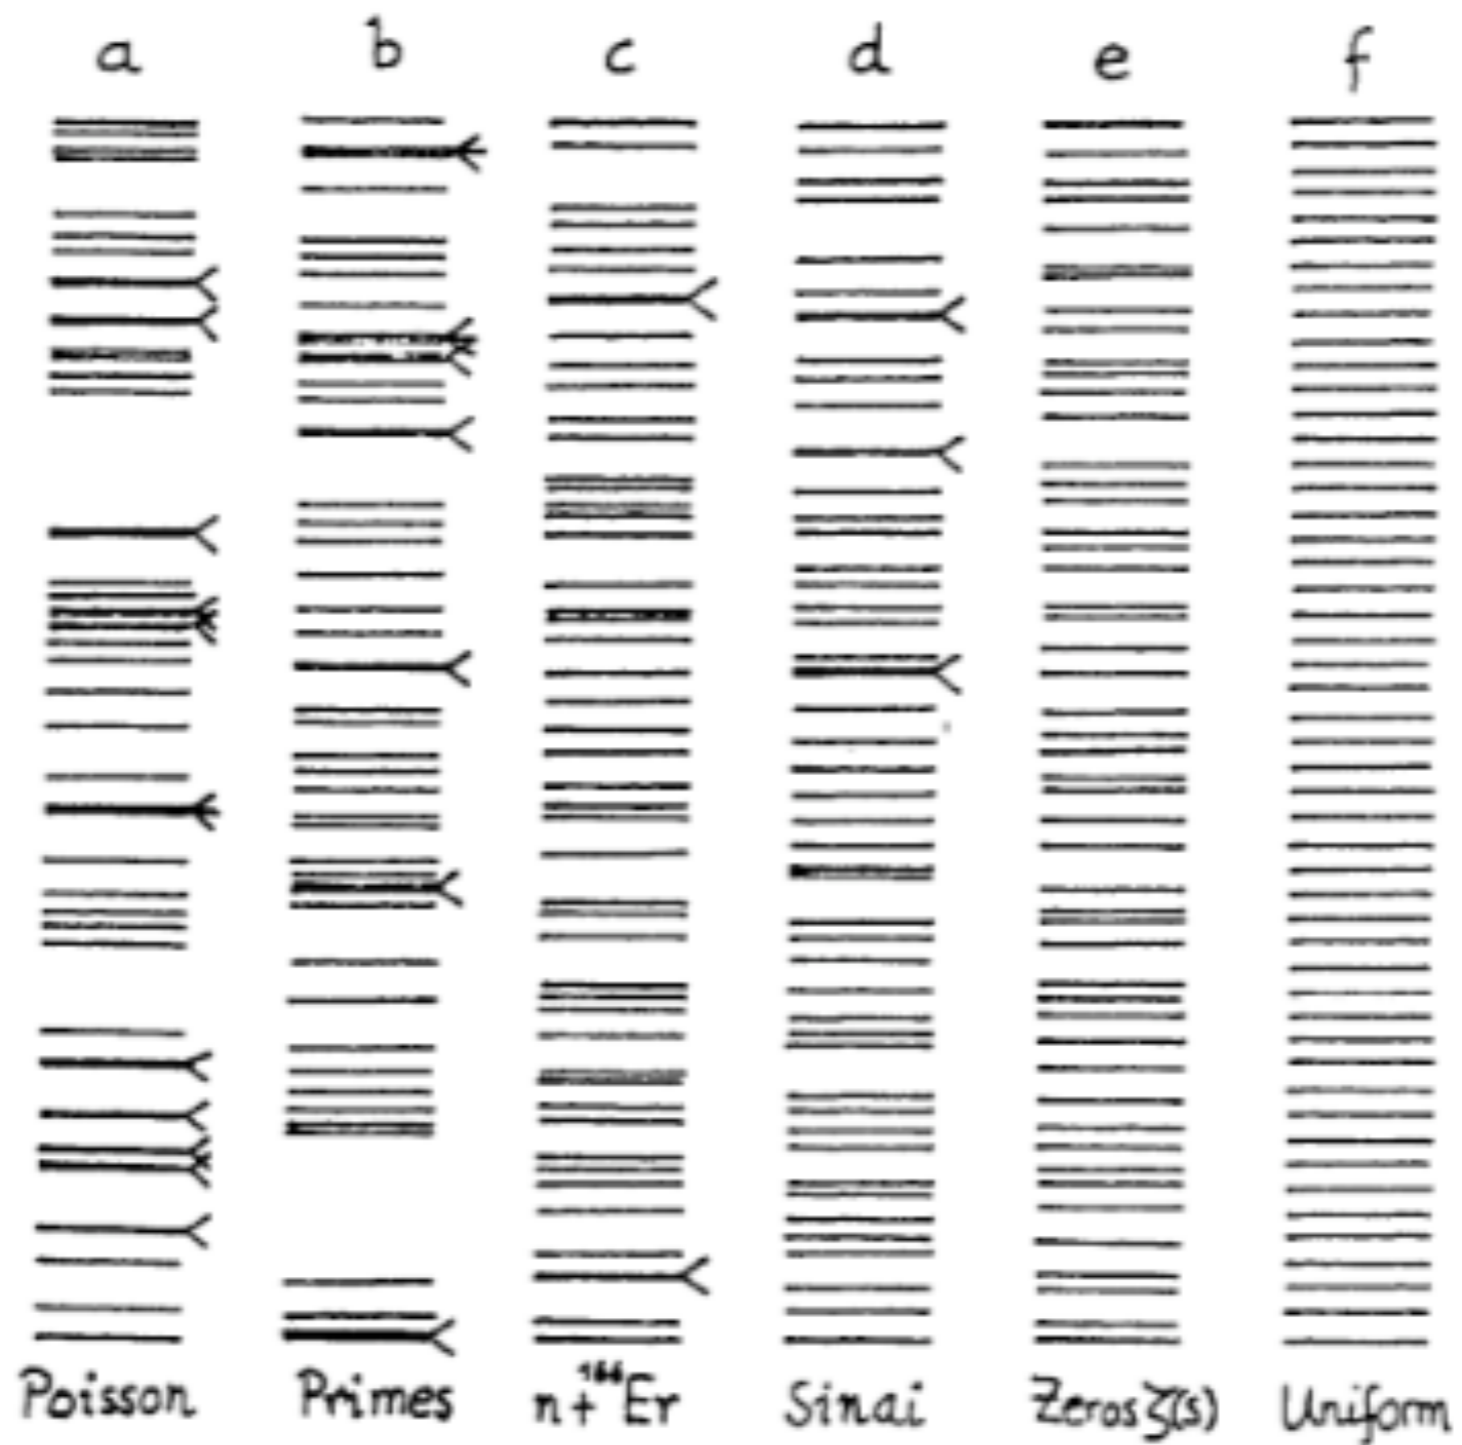 a b c d e f
Poisson Primes n+¹⁶⁶Er Sinai Zeros ζ(s) Uniform